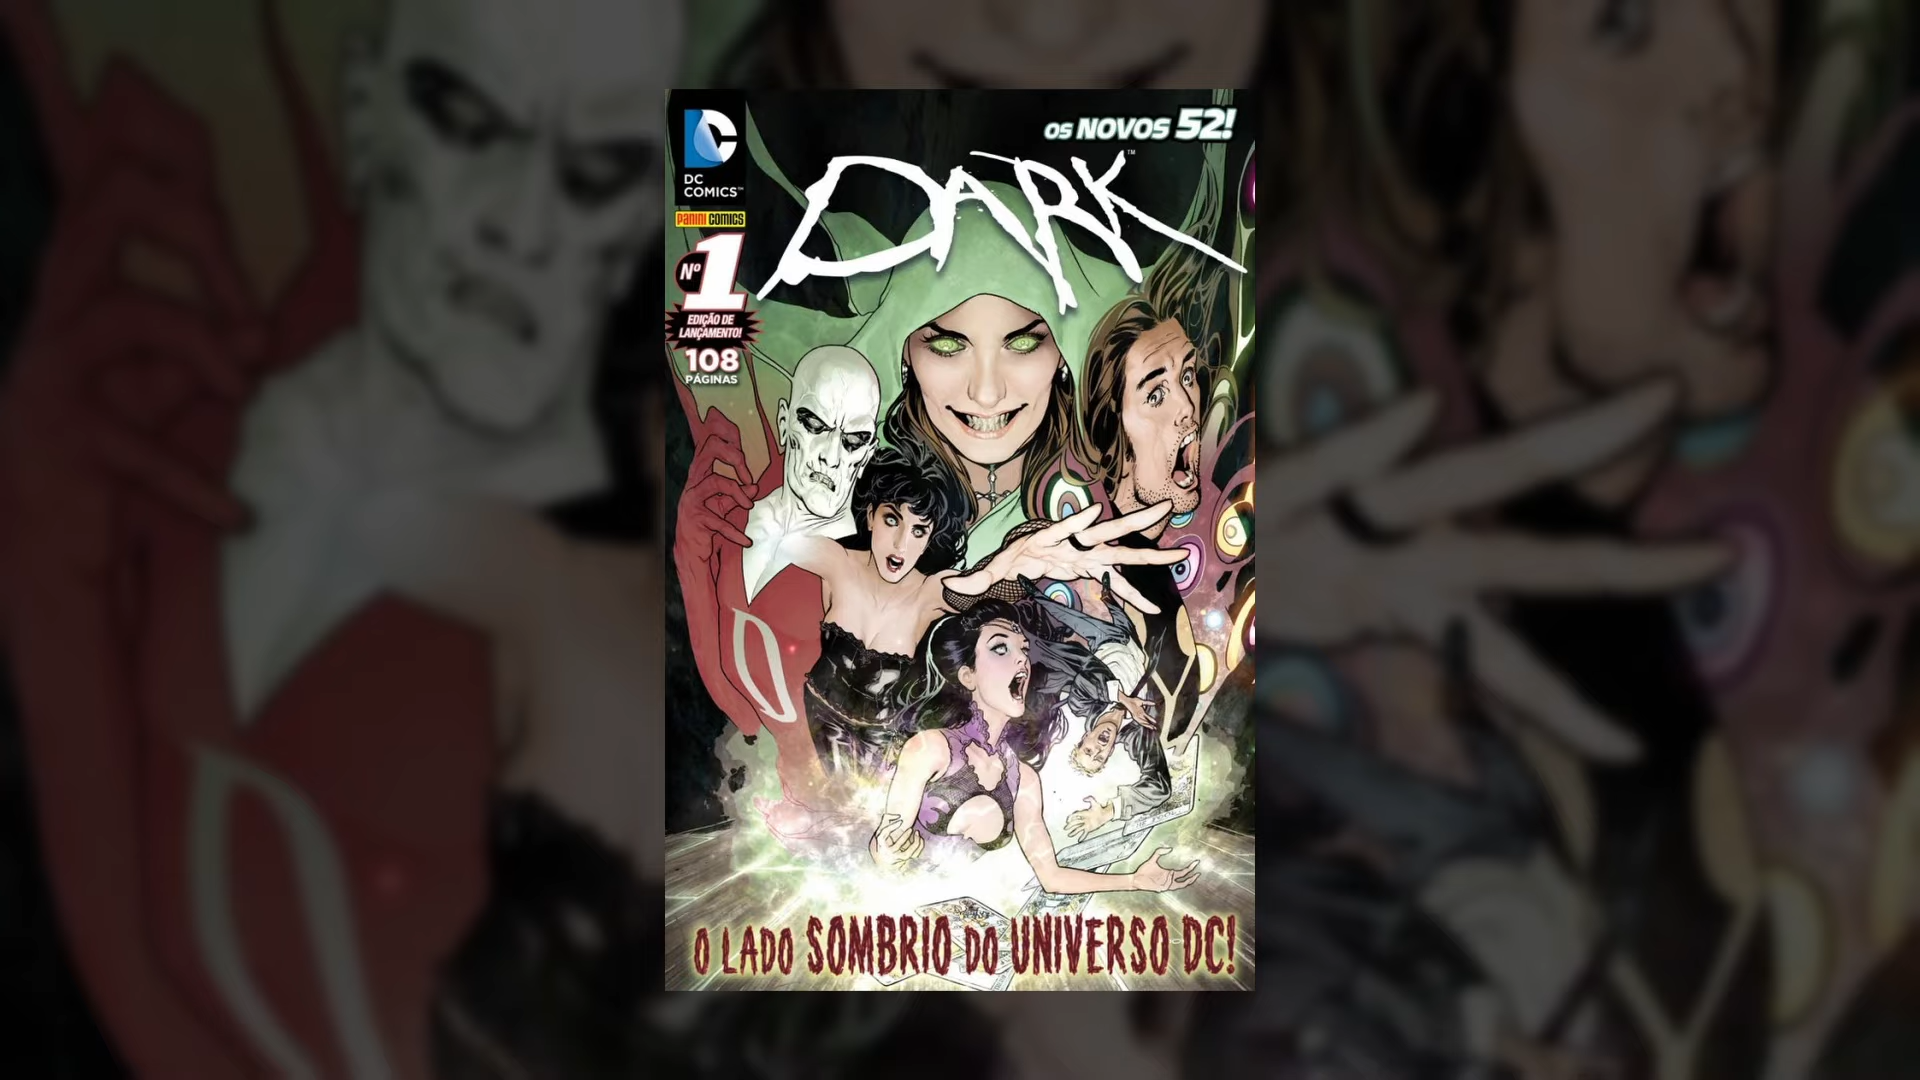 DC
COMICS™
PANINI COMICS
Nº 1
EDIÇÃO DE
LANÇAMENTO!
108
PÁGINAS
OS NOVOS 52!
DARK™
D
O LADO SOMBRIO DO UNIVERSO DC!